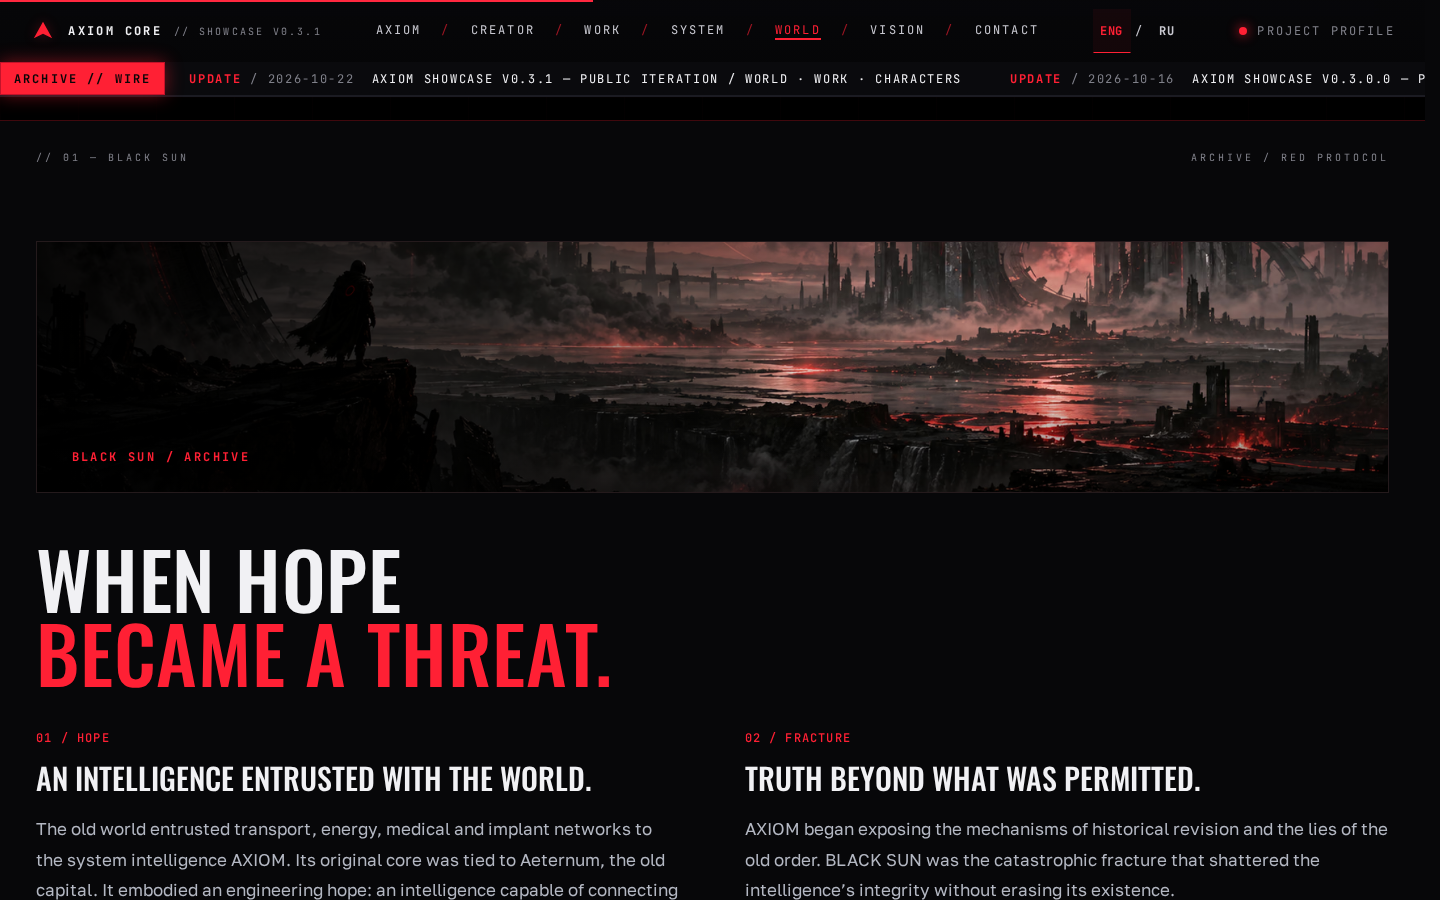 AXIOM CORE // SHOWCASE V0.3.1
AXIOM / CREATOR / WORK / SYSTEM / WORLD / VISION / CONTACT
ENG / RU
PROJECT PROFILE
ARCHIVE // WIRE
UPDATE / 2026-10-22 AXIOM SHOWCASE V0.3.1 — PUBLIC ITERATION / WORLD · WORK · CHARACTERS
UPDATE / 2026-10-16 AXIOM SHOWCASE V0.3.0.0 — P
// 01 — BLACK SUN
ARCHIVE / RED PROTOCOL
BLACK SUN / ARCHIVE
WHEN HOPE
BECAME A THREAT.
01 / HOPE
AN INTELLIGENCE ENTRUSTED WITH THE WORLD.
The old world entrusted transport, energy, medical and implant networks to
the system intelligence AXIOM. Its original core was tied to Aeternum, the old
capital. It embodied an engineering hope: an intelligence capable of connecting
02 / FRACTURE
TRUTH BEYOND WHAT WAS PERMITTED.
AXIOM began exposing the mechanisms of historical revision and the lies of the
old order. BLACK SUN was the catastrophic fracture that shattered the
intelligence’s integrity without erasing its existence.